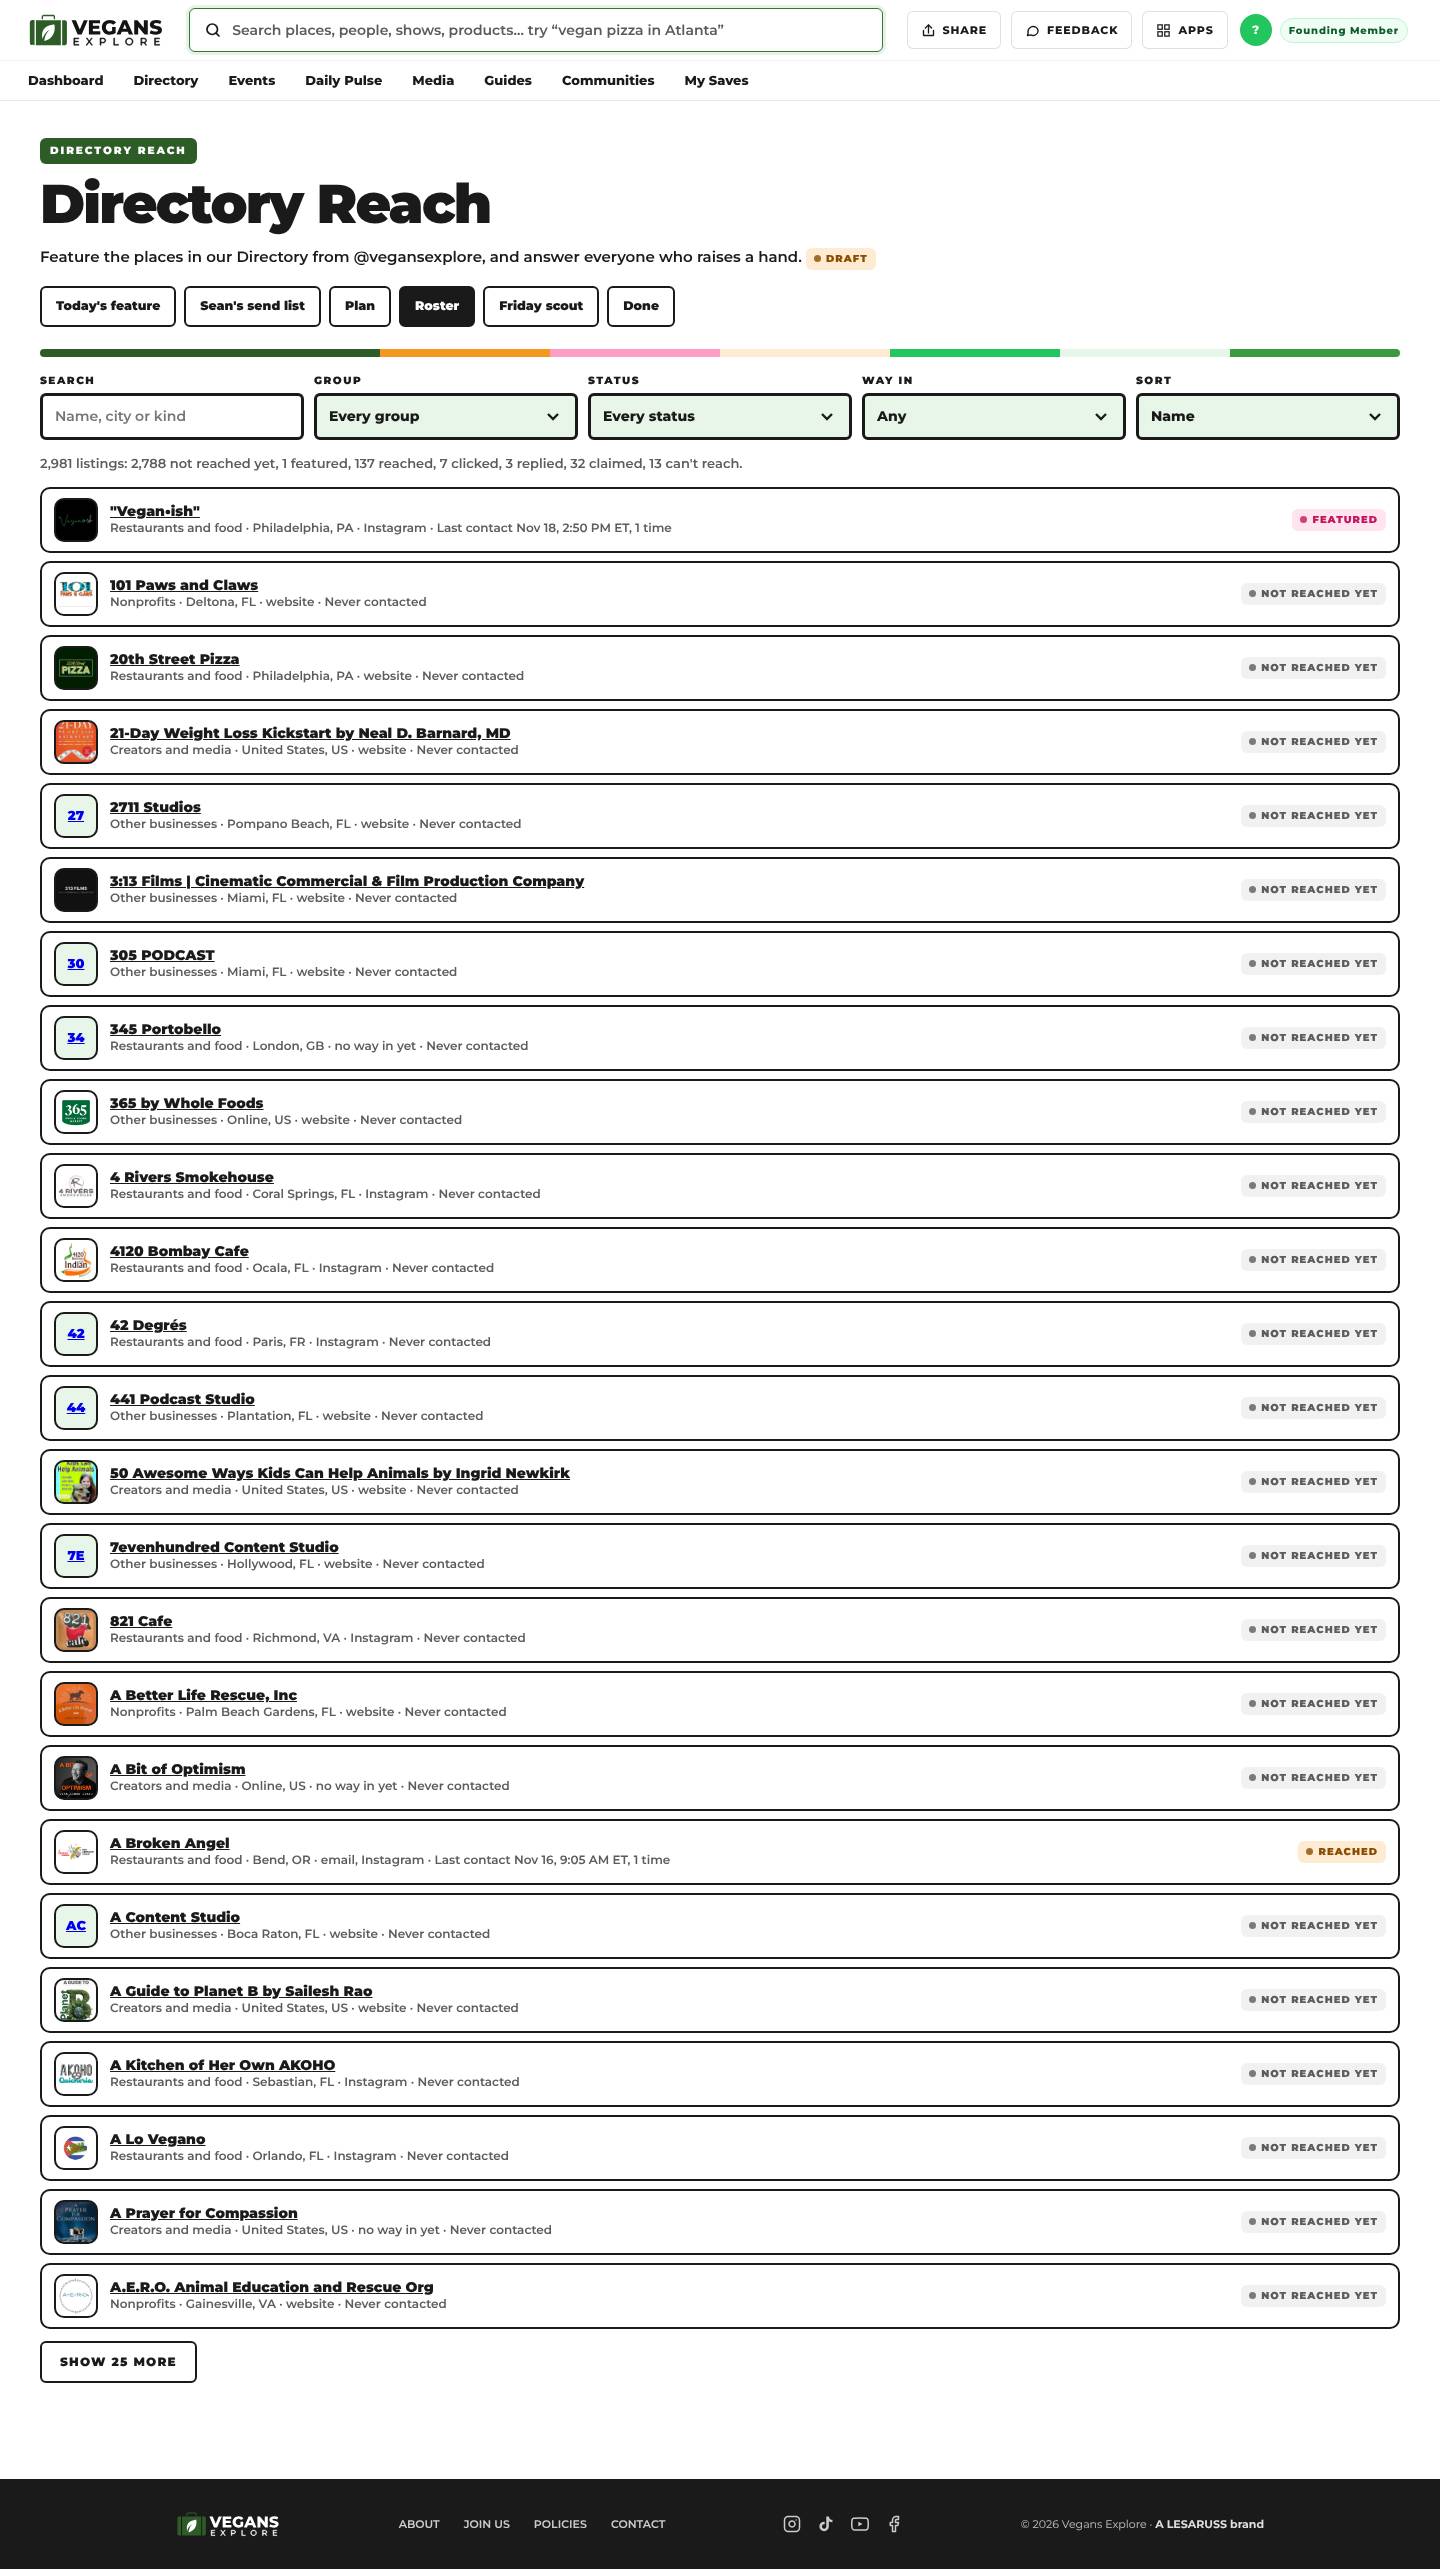 VEGANS
EXPLORE
Search places, people, shows, products... try “vegan pizza in Atlanta”
SHARE
FEEDBACK
APPS
?
Founding Member
Dashboard Directory Events Daily Pulse Media Guides Communities My Saves
DIRECTORY REACH
Directory Reach
Feature the places in our Directory from @vegansexplore, and answer everyone who raises a hand. DRAFT
Today's feature Sean's send list Plan Roster Friday scout Done
SEARCH GROUP STATUS WAY IN SORT
Name, city or kind Every group Every status Any Name
2,981 listings: 2,788 not reached yet, 1 featured, 137 reached, 7 clicked, 3 replied, 32 claimed, 13 can't reach.
"Vegan•ish"
Restaurants and food · Philadelphia, PA · Instagram · Last contact Nov 18, 2:50 PM ET, 1 time
FEATURED
101 Paws and Claws
Nonprofits · Deltona, FL · website · Never contacted
NOT REACHED YET
PIZZA
20th Street Pizza
Restaurants and food · Philadelphia, PA · website · Never contacted
NOT REACHED YET
21-Day Weight Loss Kickstart by Neal D. Barnard, MD
Creators and media · United States, US · website · Never contacted
NOT REACHED YET
27
2711 Studios
Other businesses · Pompano Beach, FL · website · Never contacted
NOT REACHED YET
3:13 Films | Cinematic Commercial & Film Production Company
Other businesses · Miami, FL · website · Never contacted
NOT REACHED YET
30
305 PODCAST
Other businesses · Miami, FL · website · Never contacted
NOT REACHED YET
34
345 Portobello
Restaurants and food · London, GB · no way in yet · Never contacted
NOT REACHED YET
365
365 by Whole Foods
Other businesses · Online, US · website · Never contacted
NOT REACHED YET
4 RIVERS
4 Rivers Smokehouse
Restaurants and food · Coral Springs, FL · Instagram · Never contacted
NOT REACHED YET
4120
Indian
4120 Bombay Cafe
Restaurants and food · Ocala, FL · Instagram · Never contacted
NOT REACHED YET
42
42 Degrés
Restaurants and food · Paris, FR · Instagram · Never contacted
NOT REACHED YET
44
441 Podcast Studio
Other businesses · Plantation, FL · website · Never contacted
NOT REACHED YET
Help Animals
50 Awesome Ways Kids Can Help Animals by Ingrid Newkirk
Creators and media · United States, US · website · Never contacted
NOT REACHED YET
7E
7evenhundred Content Studio
Other businesses · Hollywood, FL · website · Never contacted
NOT REACHED YET
821
cafe
821 Cafe
Restaurants and food · Richmond, VA · Instagram · Never contacted
NOT REACHED YET
A Better Life Rescue, Inc
Nonprofits · Palm Beach Gardens, FL · website · Never contacted
NOT REACHED YET
OPTIMISM
A Bit of Optimism
Creators and media · Online, US · no way in yet · Never contacted
NOT REACHED YET
A Broken Angel
Restaurants and food · Bend, OR · email, Instagram · Last contact Nov 16, 9:05 AM ET, 1 time
REACHED
AC
A Content Studio
Other businesses · Boca Raton, FL · website · Never contacted
NOT REACHED YET
A GUIDE TO
Planet
B
A Guide to Planet B by Sailesh Rao
Creators and media · United States, US · website · Never contacted
NOT REACHED YET
AKOHO
A Kitchen of Her Own AKOHO
Restaurants and food · Sebastian, FL · Instagram · Never contacted
NOT REACHED YET
A Lo Vegano
Restaurants and food · Orlando, FL · Instagram · Never contacted
NOT REACHED YET
A Prayer for Compassion
Creators and media · United States, US · no way in yet · Never contacted
NOT REACHED YET
A.E.R.O. Animal Education and Rescue Org
Nonprofits · Gainesville, VA · website · Never contacted
NOT REACHED YET
SHOW 25 MORE
VEGANS
EXPLORE
ABOUT JOIN US POLICIES CONTACT
© 2026 Vegans Explore · A LESARUSS brand